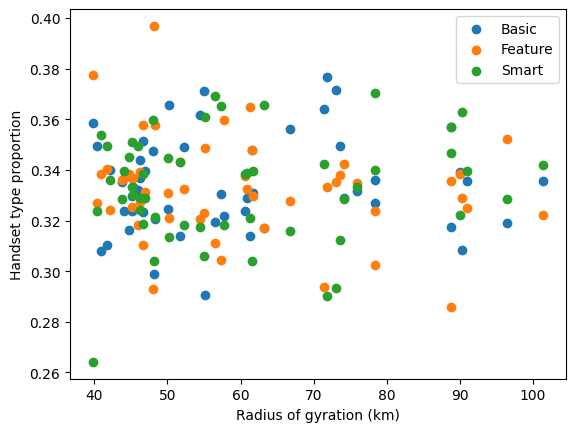 0.40
0.38
0.36
0.34
0.32
0.30
0.28
0.26
Handset type proportion
Basic
Feature
Smart
40 50 60 70 80 90 100
Radius of gyration (km)